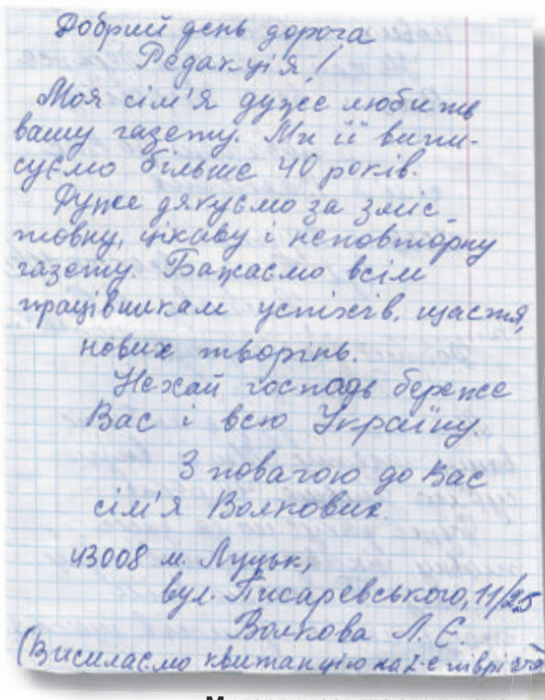 Добрий день дорога
Редакція!
Моя сім'я дуже любить
вашу газету. Ми її випи-
суємо більше 40 років.
Дуже дякуємо за зміс-
товну, цікаву і неповторну
газету. Бажаємо всім
працівникам успіхів, щастя,
нових творінь.
Нехай господь береже
Вас і всю Україну.
З повагою до Вас
сім'я Волкових.
43008 м. Луцьк,
вул. Писаревського, 11/25
Волкова Л. Є.
(Висилаємо квитанцію на 2-е півріччя)